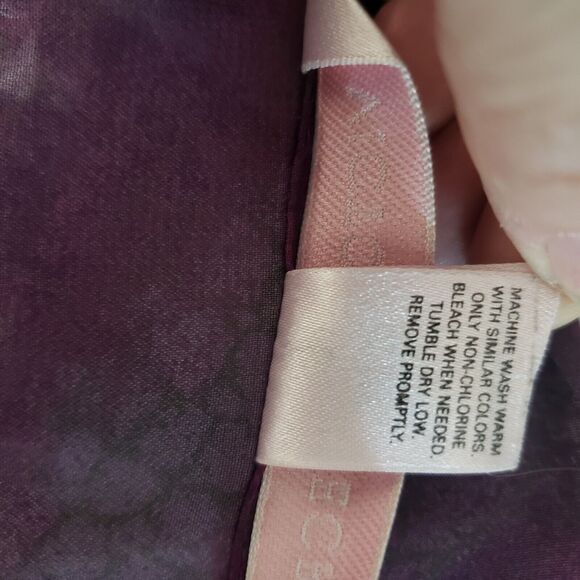 MACHINE WASH WARM
WITH SIMILAR COLORS.
ONLY NON-CHLORINE
BLEACH WHEN NEEDED.
TUMBLE DRY LOW.
REMOVE PROMPTLY.